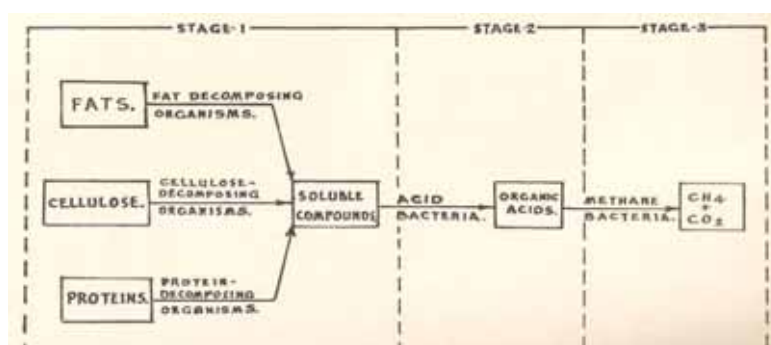 STAGE-1
STAGE-2
STAGE-3
FATS.
FAT DECOMPOSING
ORGANISMS.
CELLULOSE.
CELLULOSE-
DECOMPOSING
ORGANISMS.
PROTEINS.
PROTEIN-
DECOMPOSING
ORGANISMS.
SOLUBLE
COMPOUNDS
ACID
BACTERIA.
ORGANIC
ACIDS.
METHANE
BACTERIA.
CH4
+
CO2